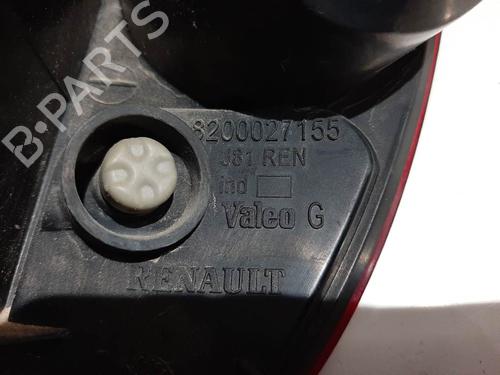 B-PARTS
8200027155
J81 REN
ind
Valeo G
RENAULT